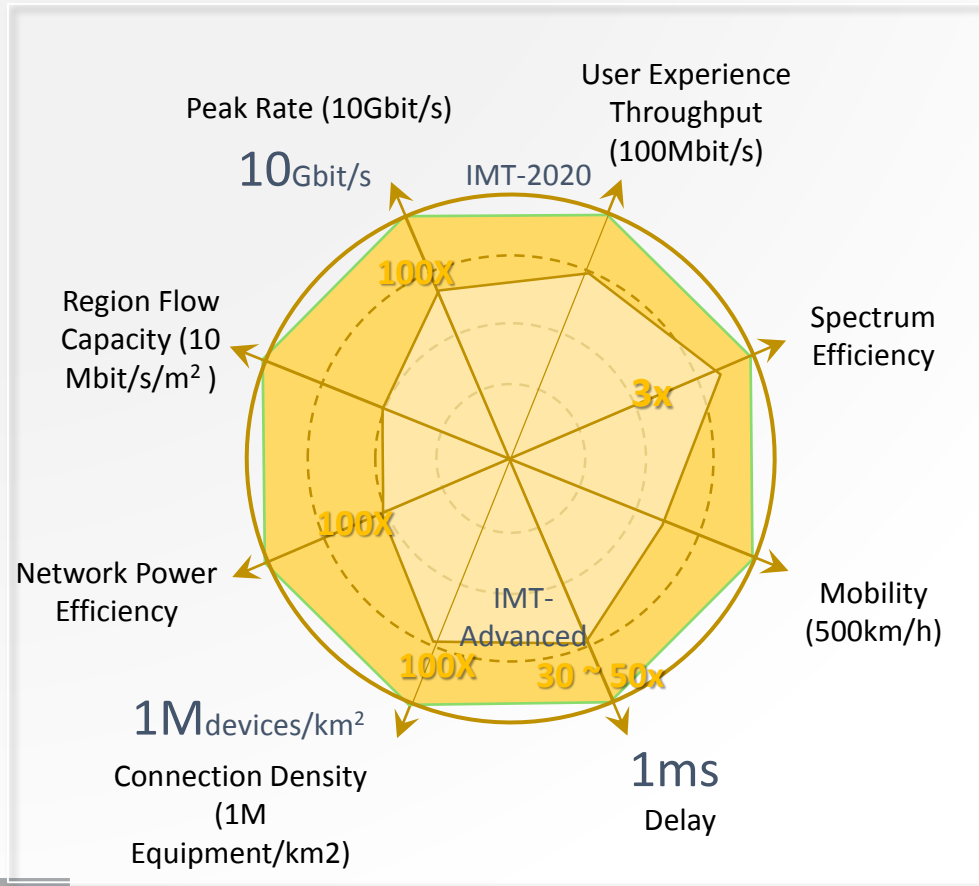 User Experience
Throughput
(100Mbit/s)
Peak Rate (10Gbit/s)
10Gbit/s
IMT-2020
100X
Region Flow
Capacity (10
Mbit/s/m²)
Spectrum
Efficiency
3x
100X
Network Power
Efficiency
IMT-
Advanced
Mobility
(500km/h)
100X
30 ~ 50x
1Mdevices/km²
Connection Density
(1M
Equipment/km2)
1ms
Delay